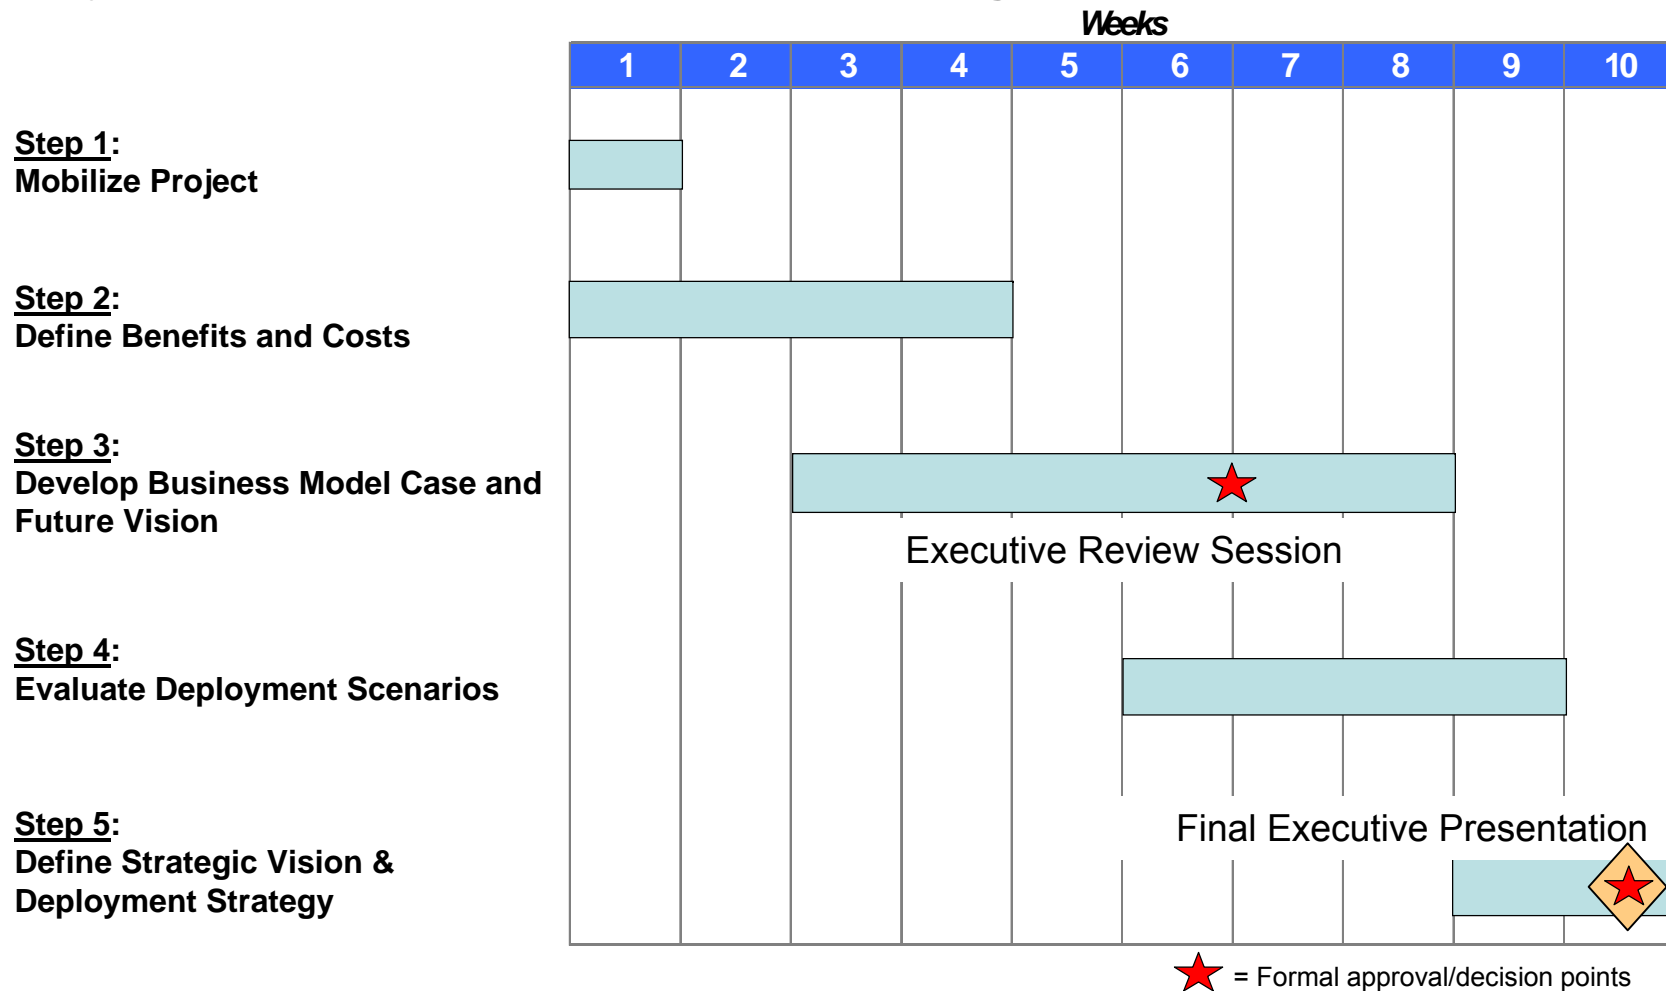 Weeks
1 2 3 4 5 6 7 8 9 10
Step 1:
Mobilize Project
Step 2:
Define Benefits and Costs
Step 3:
Develop Business Model Case and
Future Vision
Executive Review Session
Step 4:
Evaluate Deployment Scenarios
Final Executive Presentation
Step 5:
Define Strategic Vision &
Deployment Strategy
= Formal approval/decision points